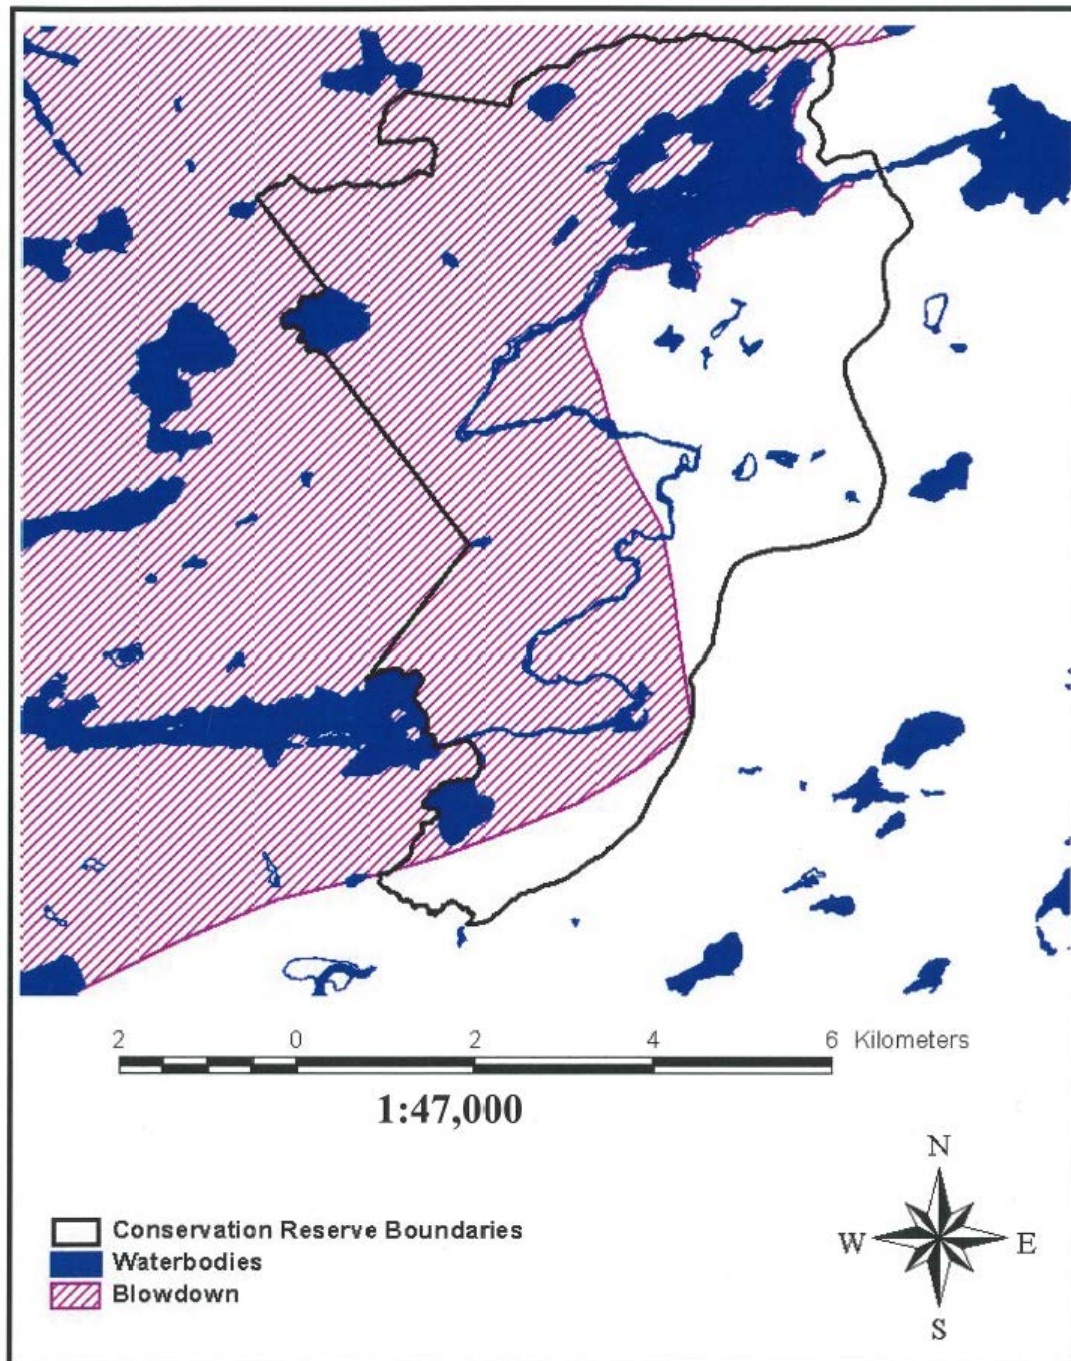 2 0 2 4 6 Kilometers
1:47,000
N
W E
S
Conservation Reserve Boundaries
Waterbodies
Blowdown